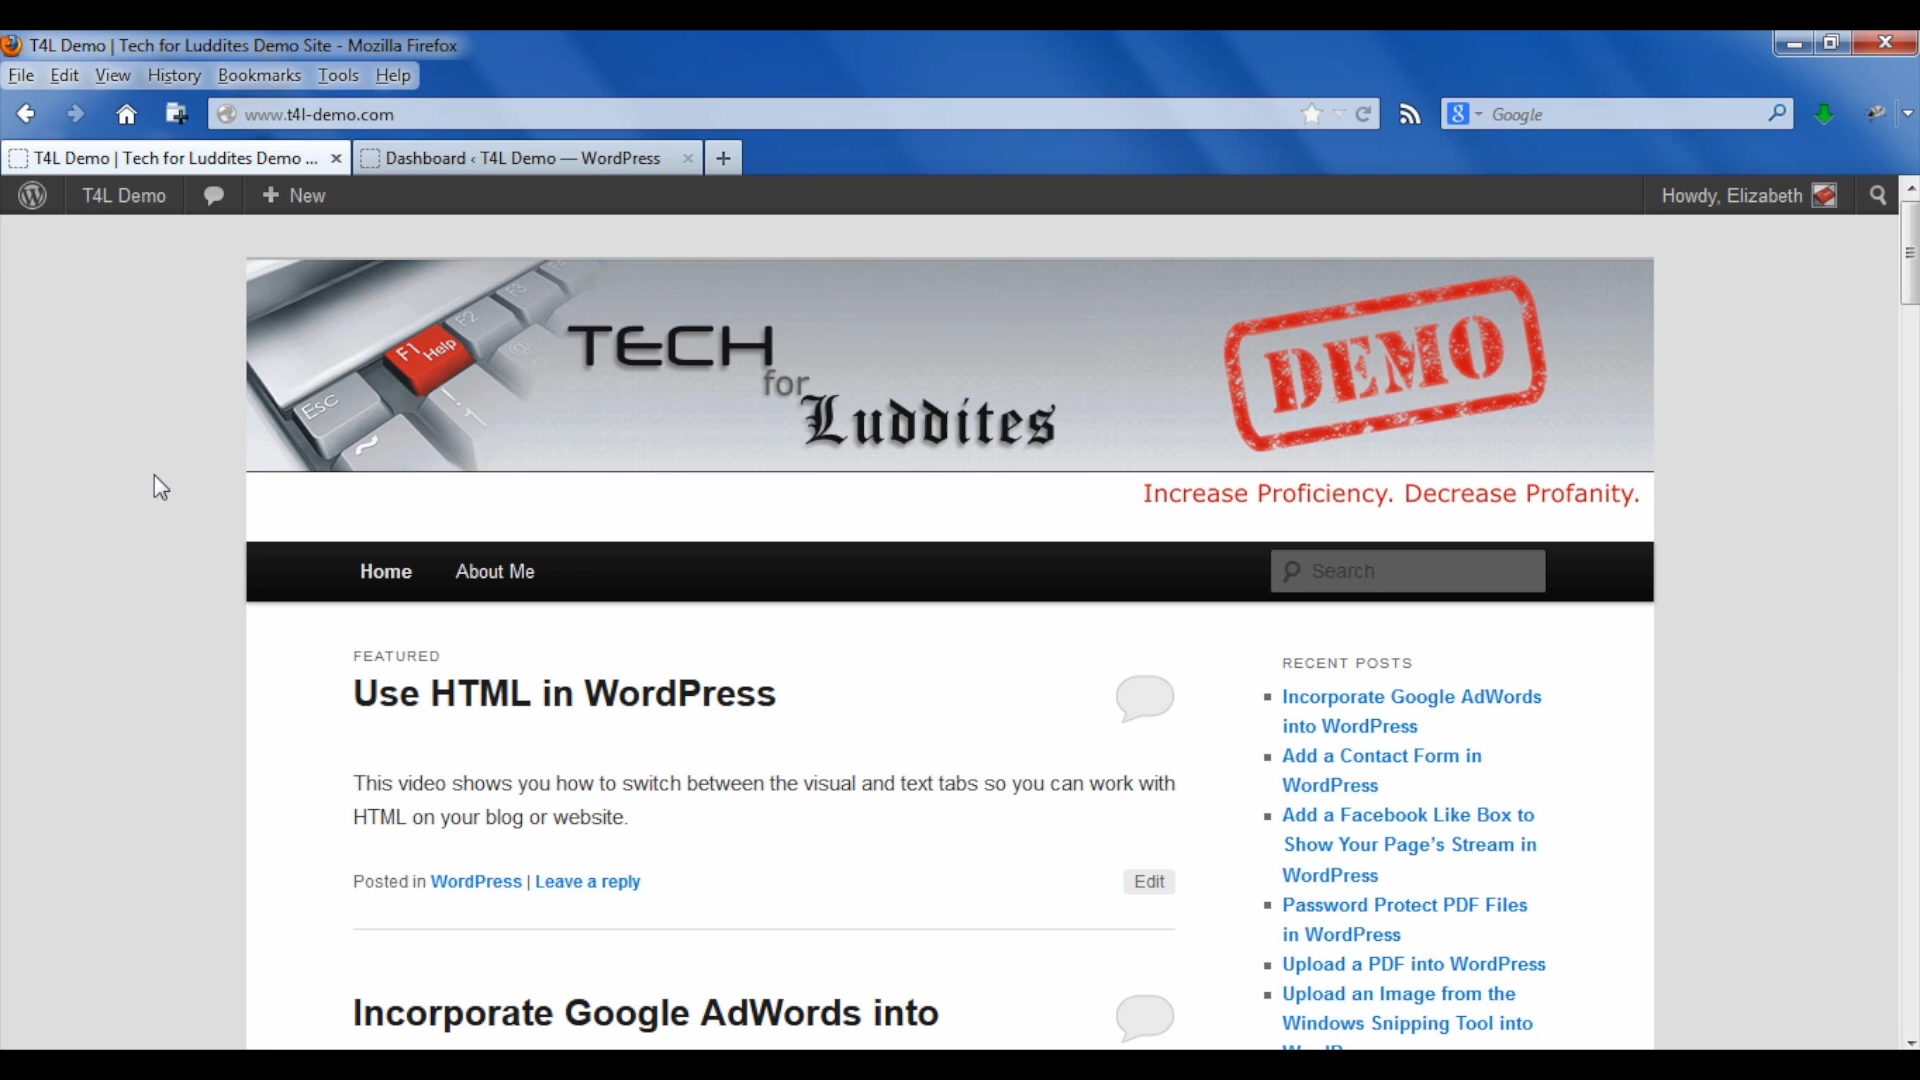 T4L Demo | Tech for Luddites Demo Site - Mozilla Firefox
File Edit View History Bookmarks Tools Help
www.t4l-demo.com
Google
T4L Demo | Tech for Luddites Demo ...
Dashboard ‹ T4L Demo — WordPress
T4L Demo
New
Howdy, Elizabeth
F1 Help
F2
F3
Esc
TECH
for
Luddites
DEMO
Increase Proficiency. Decrease Profanity.
Home
About Me
Search
FEATURED
Use HTML in WordPress
This video shows you how to switch between the visual and text tabs so you can work with
HTML on your blog or website.
Posted in WordPress | Leave a reply
Edit
Incorporate Google AdWords into
RECENT POSTS
Incorporate Google AdWords
into WordPress
Add a Contact Form in
WordPress
Add a Facebook Like Box to
Show Your Page’s Stream in
WordPress
Password Protect PDF Files
in WordPress
Upload a PDF into WordPress
Upload an Image from the
Windows Snipping Tool into